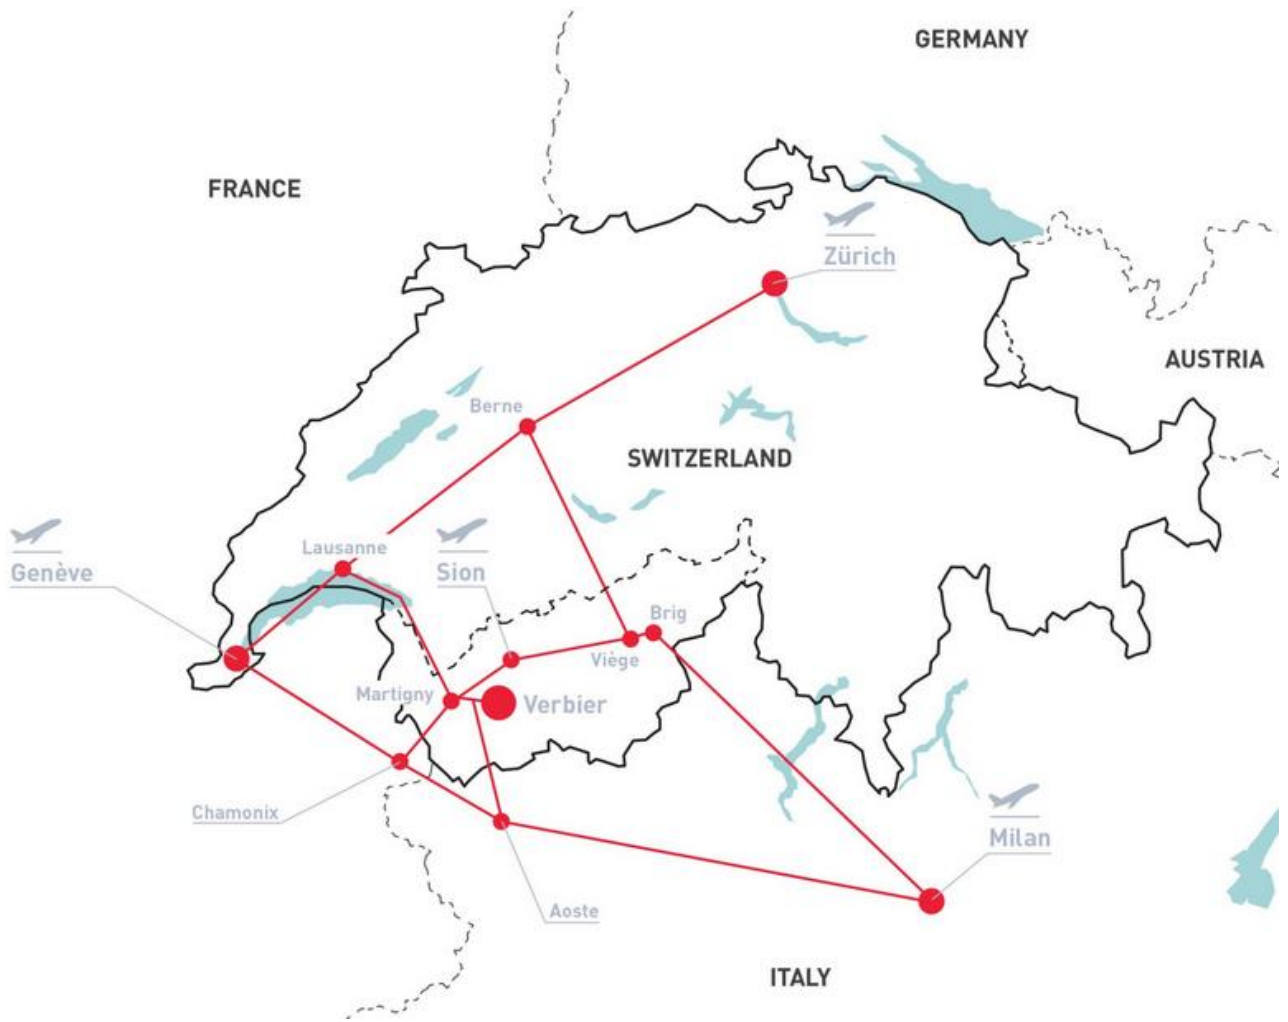 GERMANY
FRANCE
Zürich
AUSTRIA
Berne
SWITZERLAND
Lausanne
Genève
Sion
Brig
Viège
Martigny
Verbier
Chamonix
Milan
Aoste
ITALY